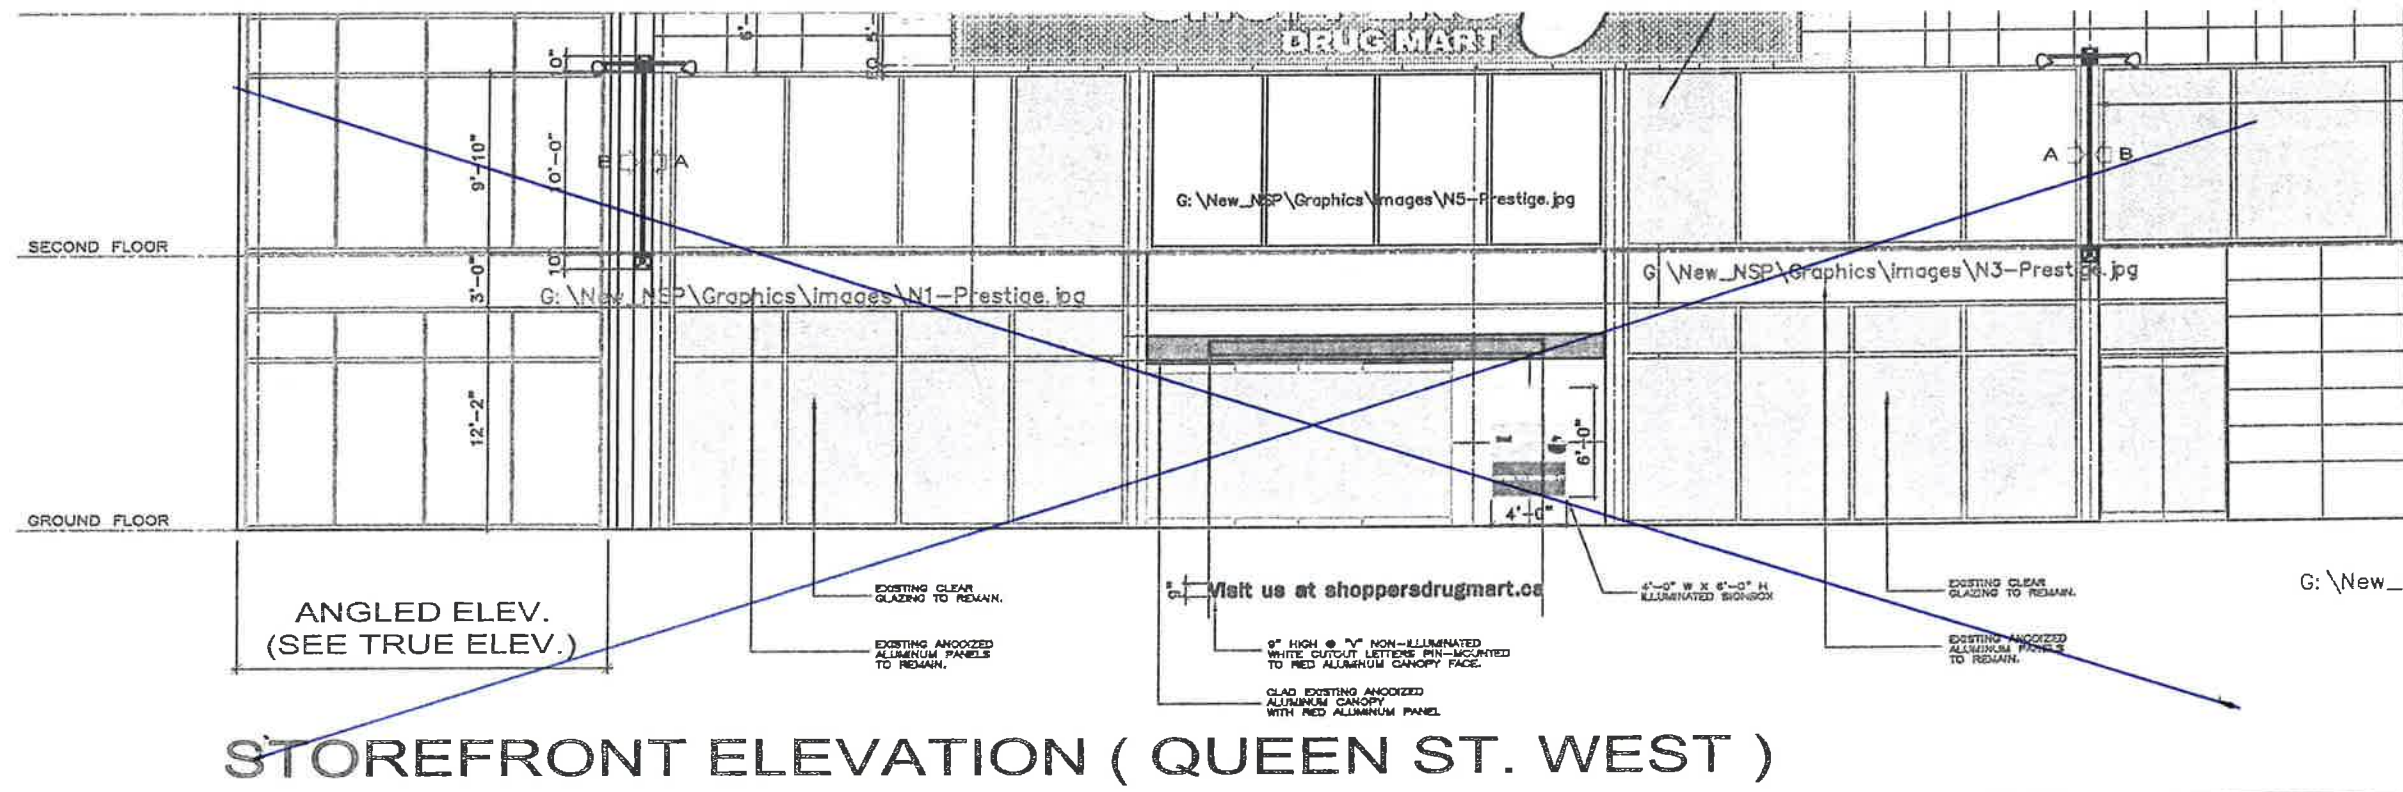 DRUG MART
6'-
5'-
10"
9'-10"
10'-0"
B A
A B
G:\New_NSP\Graphics\images\N5-Prestige.jpg
SECOND FLOOR
10"
3'-0"
G:\New_NSP\Graphics\images\N1-Prestige.jpg
G \New_NSP\Graphics\images\N3-Prestige.jpg
12'-2"
6'-0"
4'-0"
GROUND FLOOR
ANGLED ELEV.
(SEE TRUE ELEV.)
EXISTING CLEAR
GLAZING TO REMAIN.
EXISTING ANODIZED
ALUMINUM PANELS
TO REMAIN.
9"
Visit us at shoppersdrugmart.ca
9" HIGH @ "V" NON-ILLUMINATED
WHITE CUTOUT LETTERS PIN-MOUNTED
TO RED ALUMINUM CANOPY FACE.
CLAD EXISTING ANODIZED
ALUMINUM CANOPY
WITH RED ALUMINUM PANEL
4'-0" W X 6'-0" H
ILLUMINATED SIGNBOX
EXISTING CLEAR
GLAZING TO REMAIN.
EXISTING ANODIZED
ALUMINUM PANELS
TO REMAIN.
G:\New_
STOREFRONT ELEVATION ( QUEEN ST. WEST )